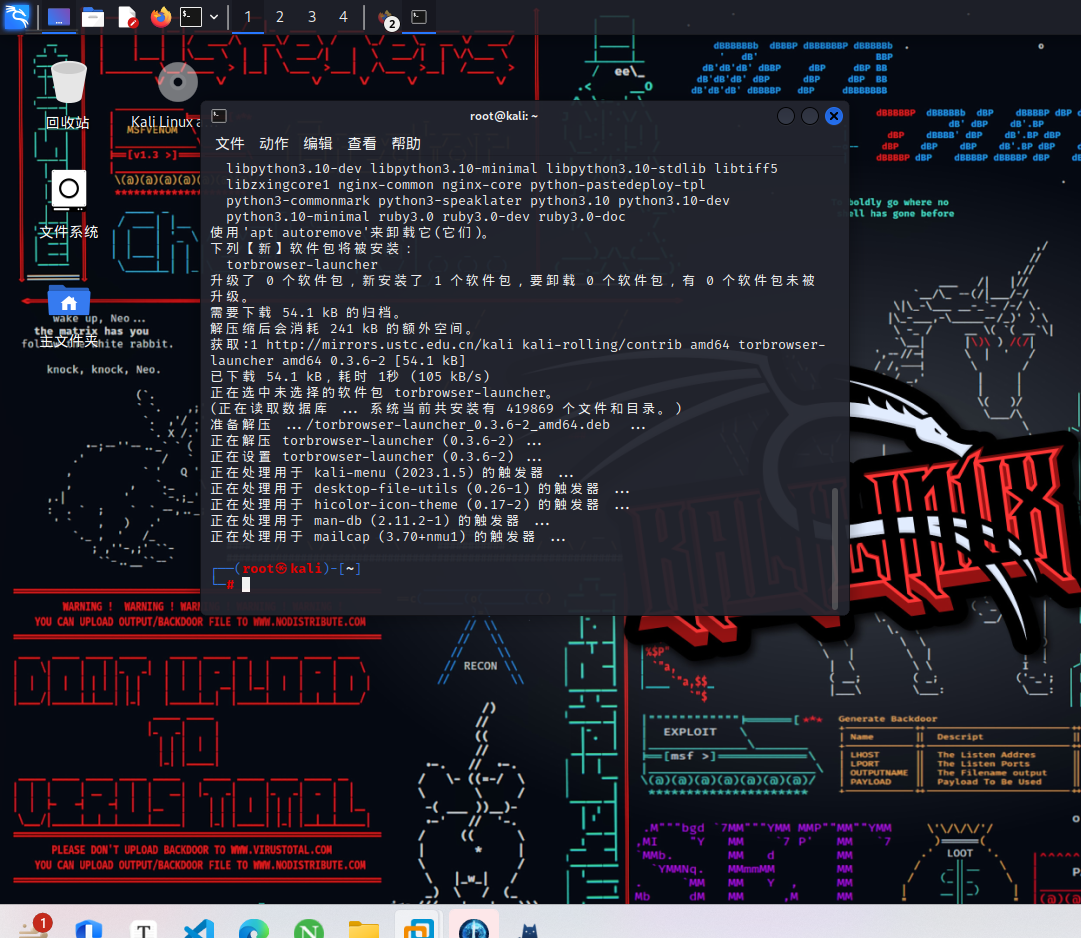 1 2 3 4 2
root@kali: ~
文件 动作 编辑 查看 帮助
libpython3.10-dev libpython3.10-minimal libpython3.10-stdlib libtiff5
libzxingcore1 nginx-common nginx-core python-pastedeploy-tpl
python3-commonmark python3-speaklater python3.10 python3.10-dev
python3.10-minimal ruby3.0 ruby3.0-dev ruby3.0-doc
使用'apt autoremove'来卸载它(它们)。
下列【新】软件包将被安装：
torbrowser-launcher
升级了 0 个软件包，新安装了 1 个软件包，要卸载 0 个软件包，有 0 个软件包未被
升级。
需要下载 54.1 kB 的归档。
解压缩后会消耗 241 kB 的额外空间。
获取:1 http://mirrors.ustc.edu.cn/kali kali-rolling/contrib amd64 torbrowser-
launcher amd64 0.3.6-2 [54.1 kB]
已下载 54.1 kB，耗时 1秒 (105 kB/s)
正在选中未选择的软件包 torbrowser-launcher。
(正在读取数据库 ... 系统当前共安装有 419869 个文件和目录。)
准备解压 .../torbrowser-launcher_0.3.6-2_amd64.deb ...
正在解压 torbrowser-launcher (0.3.6-2) ...
正在设置 torbrowser-launcher (0.3.6-2) ...
正在处理用于 kali-menu (2023.1.5) 的触发器 ...
正在处理用于 desktop-file-utils (0.26-1) 的触发器 ...
正在处理用于 hicolor-icon-theme (0.17-2) 的触发器 ...
正在处理用于 man-db (2.11.2-1) 的触发器 ...
正在处理用于 mailcap (3.70+nmu1) 的触发器 ...
┌──(root㉿kali)-[~]
└─#
回收站
Kali Linux a
MSFVENOM
[v1.3 >]
文件系统
主文件夹
wake up, Neo...
the matrix has you
follow the white rabbit.
knock, knock, Neo.
boldly go where no
shell has gone before
KALI LINUX
WARNING ! WARNING ! WAR
YOU CAN UPLOAD OUTPUT/BACKDOOR FILE TO WWW.NODISTRIBUTE.COM
PLEASE DON'T UPLOAD BACKDOOR TO WWW.VIRUSTOTAL.COM
YOU CAN UPLOAD OUTPUT/BACKDOOR FILE TO WWW.NODISTRIBUTE.COM
RECON
EXPLOIT
[msf >]
Generate Backdoor
Name Descript
LHOST The Listen Addres
LPORT The Listen Ports
OUTPUTNAME The Filename output
PAYLOAD Payload To Be Used
LOOT
1
T
N